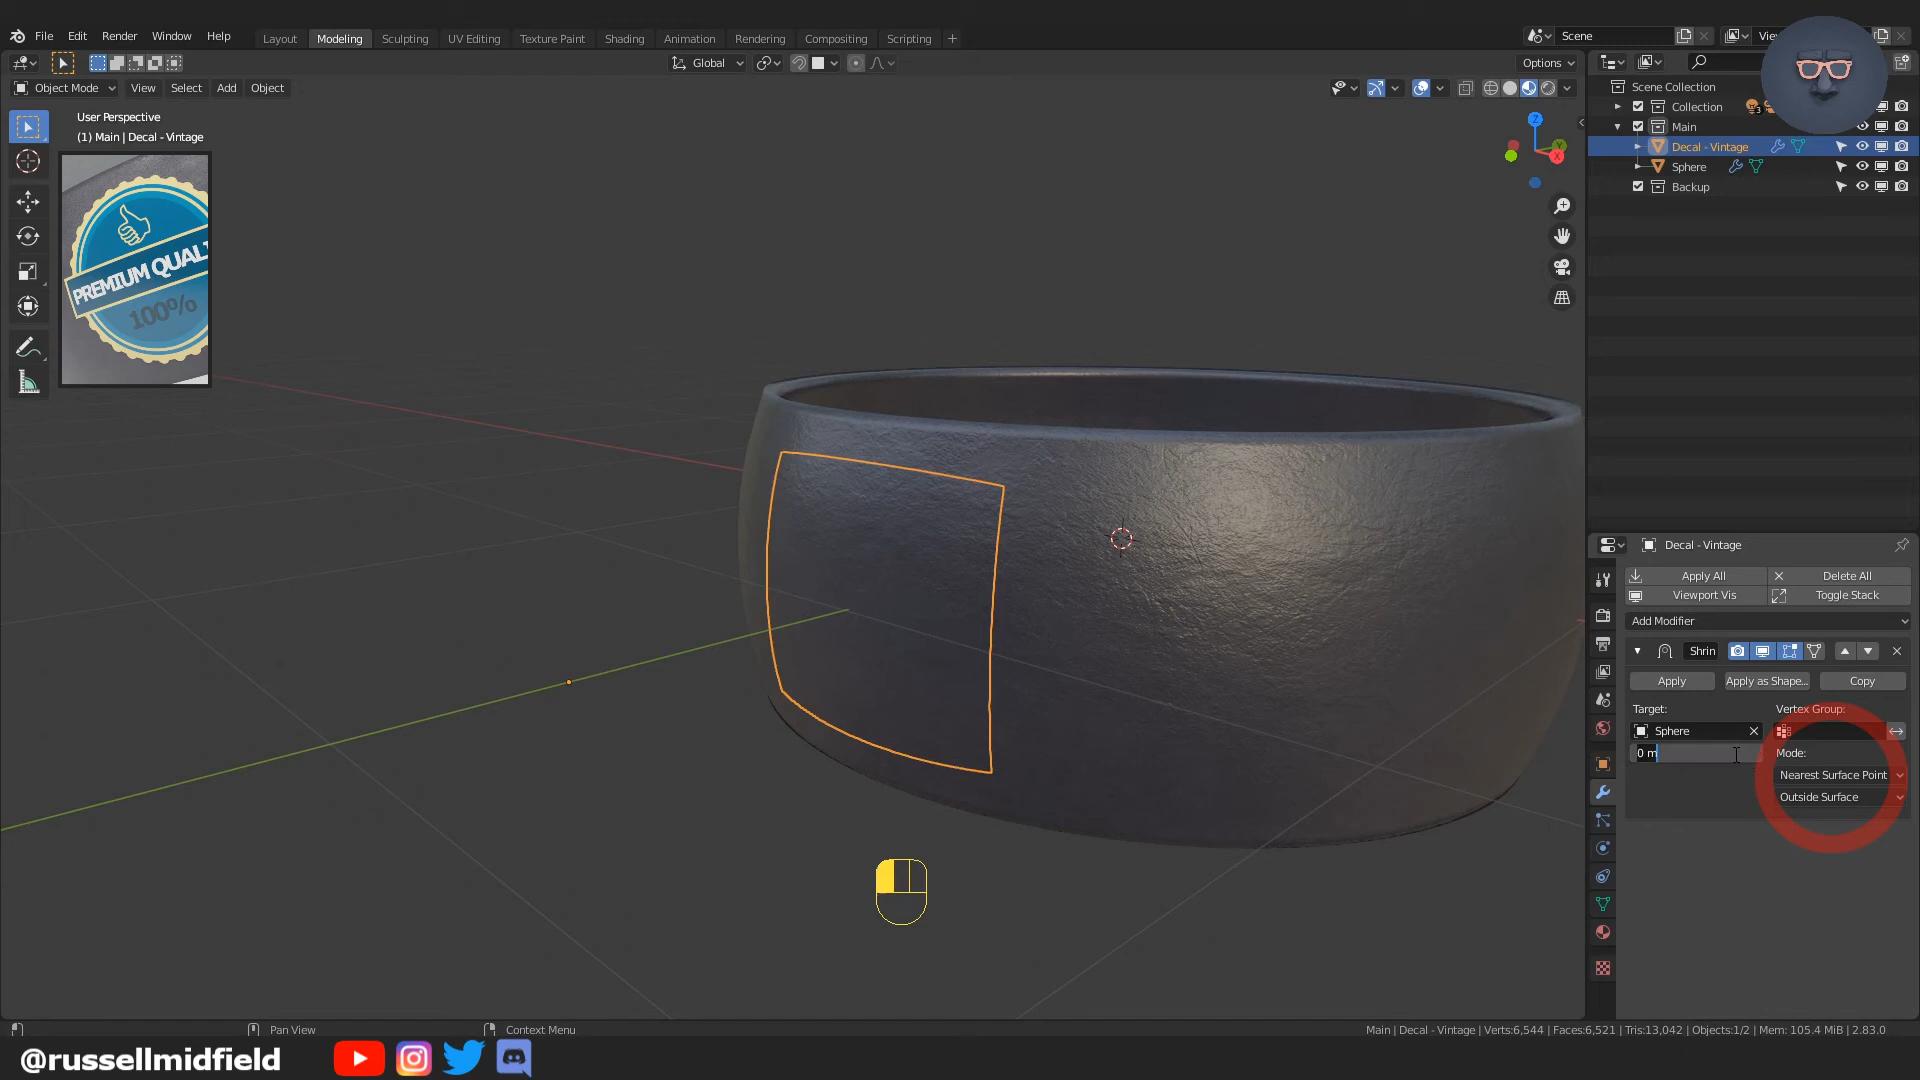 File Edit Render Window Help
Layout Modeling Sculpting UV Editing Texture Paint Shading Animation Rendering Compositing Scripting +
Scene
Object Mode View Select Add Object
Global
Options
User Perspective
(1) Main | Decal - Vintage
PREMIUM QUALI
100%
Z
Y
X
Scene Collection
Collection
3
Main
Decal - Vintage
Sphere
Backup
Decal - Vintage
Apply All Delete All
Viewport Vis Toggle Stack
Add Modifier
Shrin
Apply Apply as Shape... Copy
Target: Vertex Group:
Sphere
0 m Mode:
Nearest Surface Point
Outside Surface
Pan View Context Menu
Main | Decal - Vintage | Verts:6,544 | Faces:6,521 | Tris:13,042 | Objects:1/2 | Mem: 105.4 MiB | 2.83.0
@russellmidfield